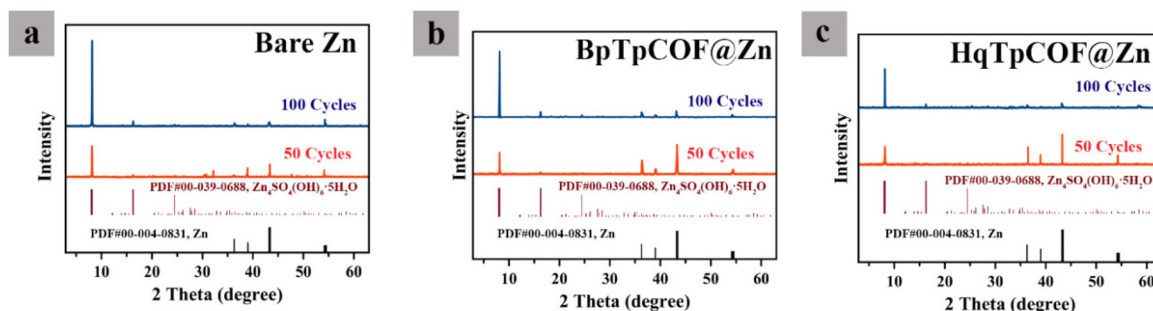 a
Bare Zn
100 Cycles
50 Cycles
PDF#00-039-0688, Zn₄SO₄(OH)₆·5H₂O
PDF#00-004-0831, Zn
Intensity
10 20 30 40 50 60
2 Theta (degree)
b
BpTpCOF@Zn
100 Cycles
50 Cycles
PDF#00-039-0688, Zn₄SO₄(OH)₆·5H₂O
PDF#00-004-0831, Zn
Intensity
10 20 30 40 50 60
2 Theta (degree)
c
HqTpCOF@Zn
100 Cycles
50 Cycles
PDF#00-039-0688, Zn₄SO₄(OH)₆·5H₂O
PDF#00-004-0831, Zn
Intensity
10 20 30 40 50 60
2 Theta (degree)